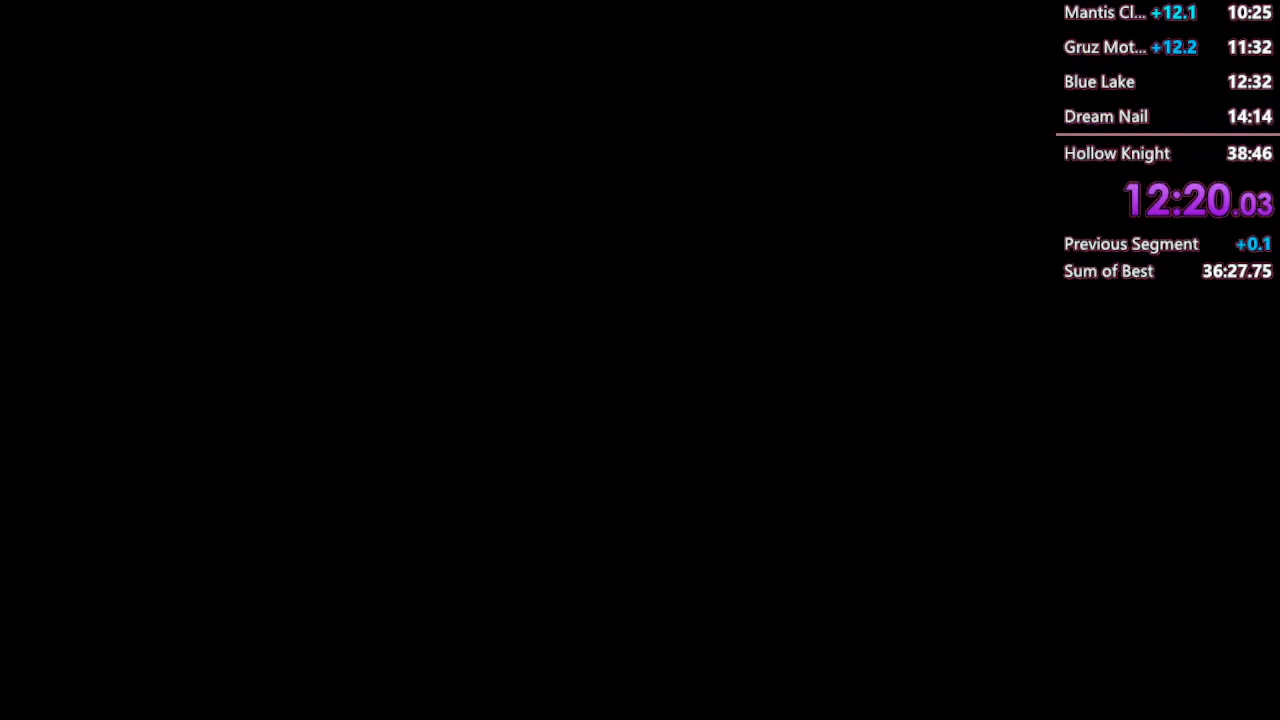 Mantis Cl... +12.1 10:25
Gruz Mot... +12.2 11:32
Blue Lake 12:32
Dream Nail 14:14
Hollow Knight 38:46
12:20.03
Previous Segment +0.1
Sum of Best 36:27.75